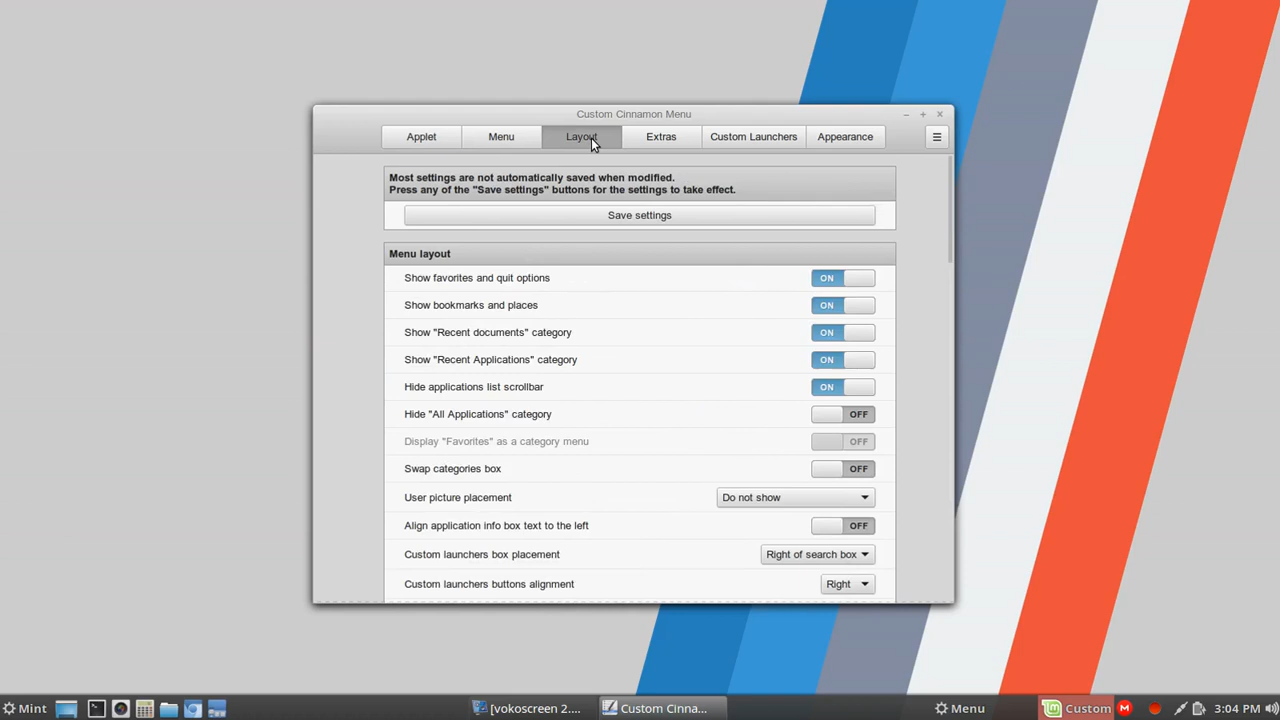 Custom Cinnamon Menu
Applet Menu Layout Extras Custom Launchers Appearance
Most settings are not automatically saved when modified.
Press any of the "Save settings" buttons for the settings to take effect.
Save settings
Menu layout
Show favorites and quit options ON
Show bookmarks and places ON
Show "Recent documents" category ON
Show "Recent Applications" category ON
Hide applications list scrollbar ON
Hide "All Applications" category OFF
Display "Favorites" as a category menu OFF
Swap categories box OFF
User picture placement Do not show
Align application info box text to the left OFF
Custom launchers box placement Right of search box
Custom launchers buttons alignment Right
Mint [vokoscreen 2.... Custom Cinna... Menu Custom M 3:04 PM